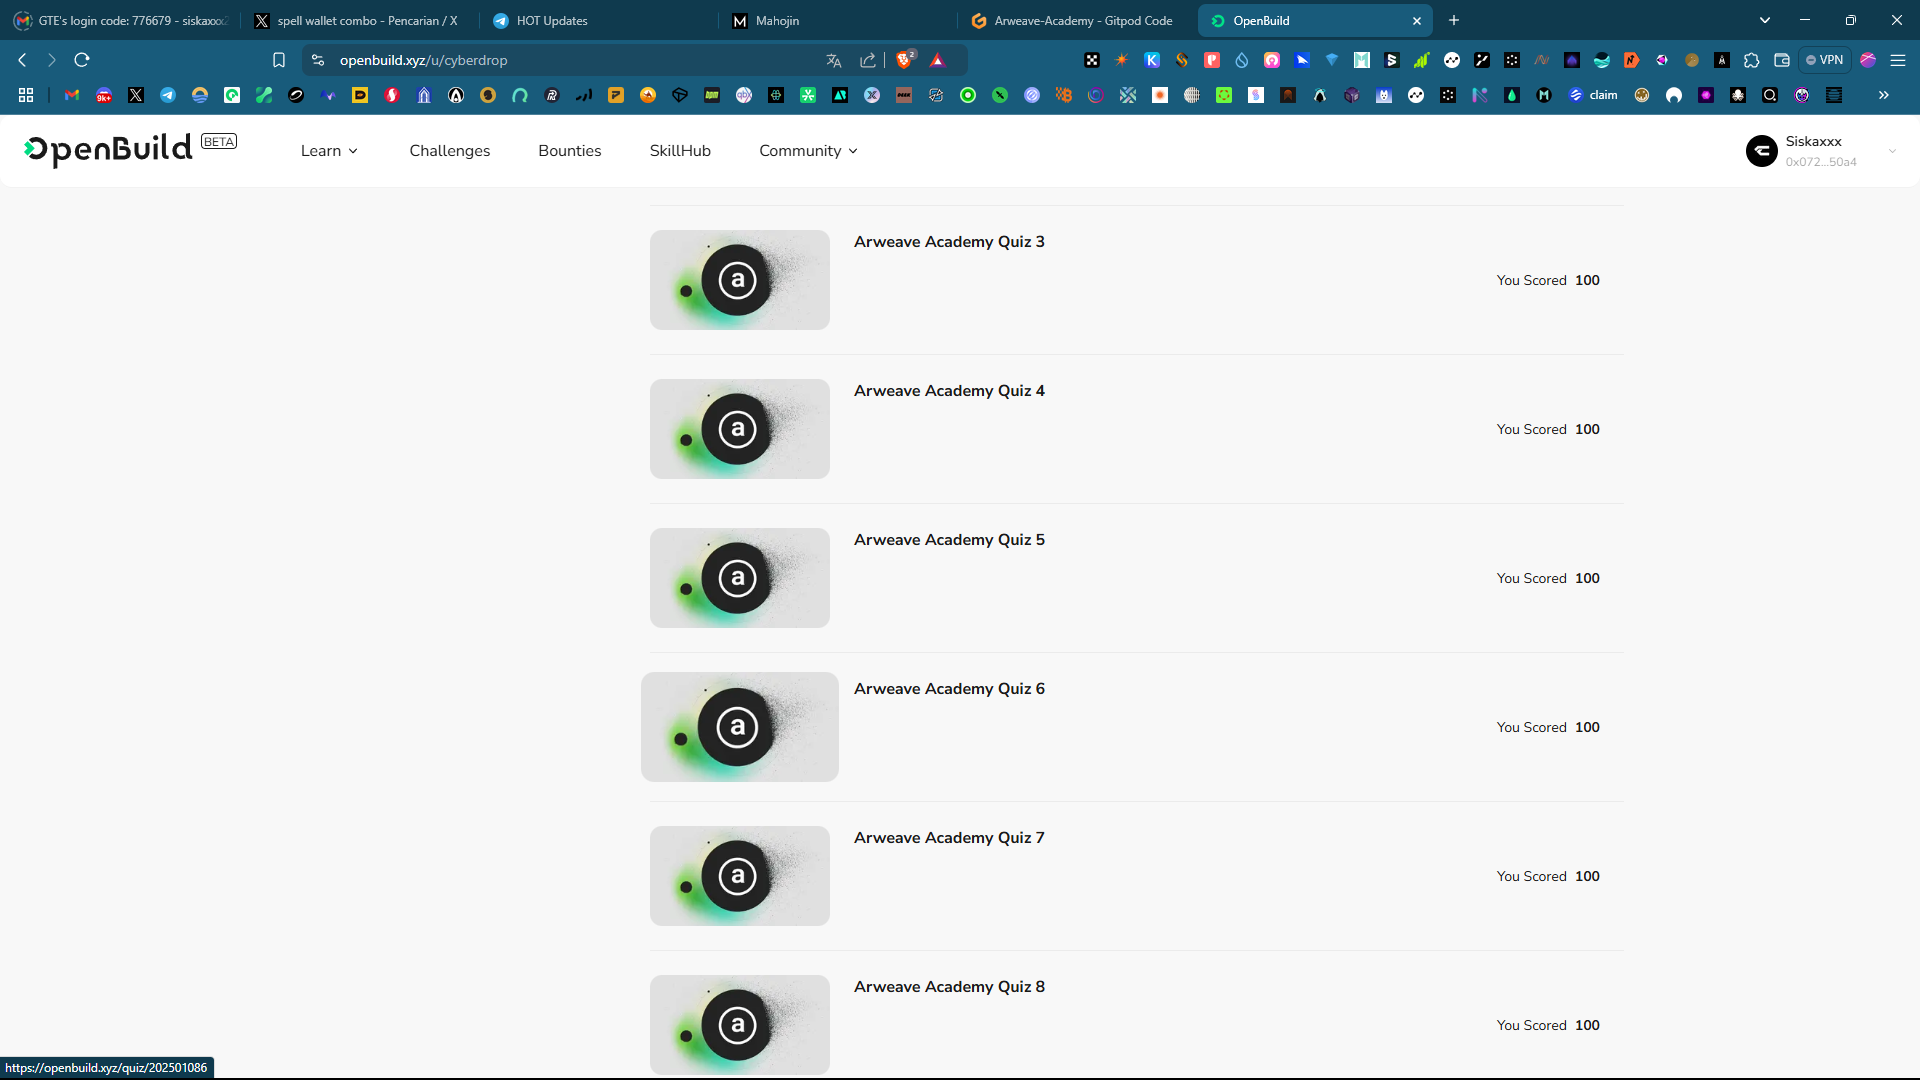 GTE's login code: 776679 - siskaxxx2
spell wallet combo - Pencarian / X
HOT Updates
Mahojin
Arweave-Academy - Gitpod Code
OpenBuild
openbuild.xyz/u/cyberdrop
2
VPN
9k+
claim
OpenBuild BETA
Learn
Challenges
Bounties
SkillHub
Community
Siskaxxx
0x072...50a4
Arweave Academy Quiz 3
You Scored 100
Arweave Academy Quiz 4
You Scored 100
Arweave Academy Quiz 5
You Scored 100
Arweave Academy Quiz 6
You Scored 100
Arweave Academy Quiz 7
You Scored 100
Arweave Academy Quiz 8
You Scored 100
https://openbuild.xyz/quiz/202501086